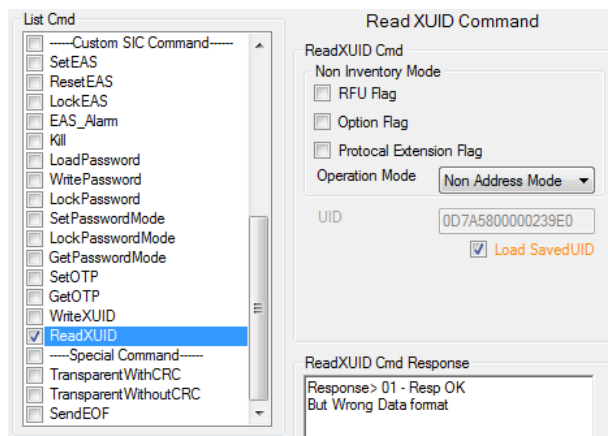 List Cmd
------Custom SIC Command------
SetEAS
ResetEAS
LockEAS
EAS_Alarm
Kill
LoadPassword
WritePassword
LockPassword
SetPasswordMode
LockPasswordMode
GetPasswordMode
SetOTP
GetOTP
WriteXUID
ReadXUID
-----Special Command------
TransparentWithCRC
TransparentWithoutCRC
SendEOF
Read XUID Command
ReadXUID Cmd
Non Inventory Mode
RFU Flag
Option Flag
Protocal Extension Flag
Operation Mode Non Address Mode
UID 0D7A5800000239E0
Load SavedUID
ReadXUID Cmd Response
Response> 01 - Resp OK
But Wrong Data format